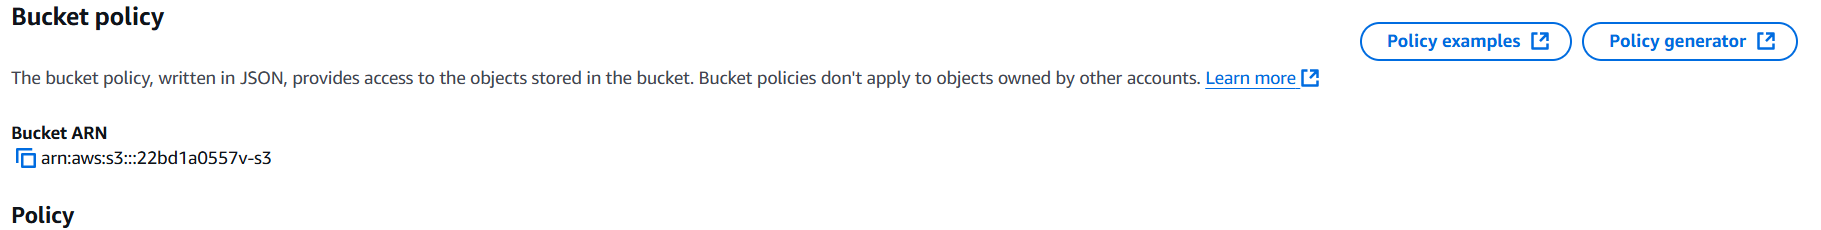 Bucket policy
Policy examples
Policy generator
The bucket policy, written in JSON, provides access to the objects stored in the bucket. Bucket policies don't apply to objects owned by other accounts. Learn more
Bucket ARN
arn:aws:s3:::22bd1a0557v-s3
Policy